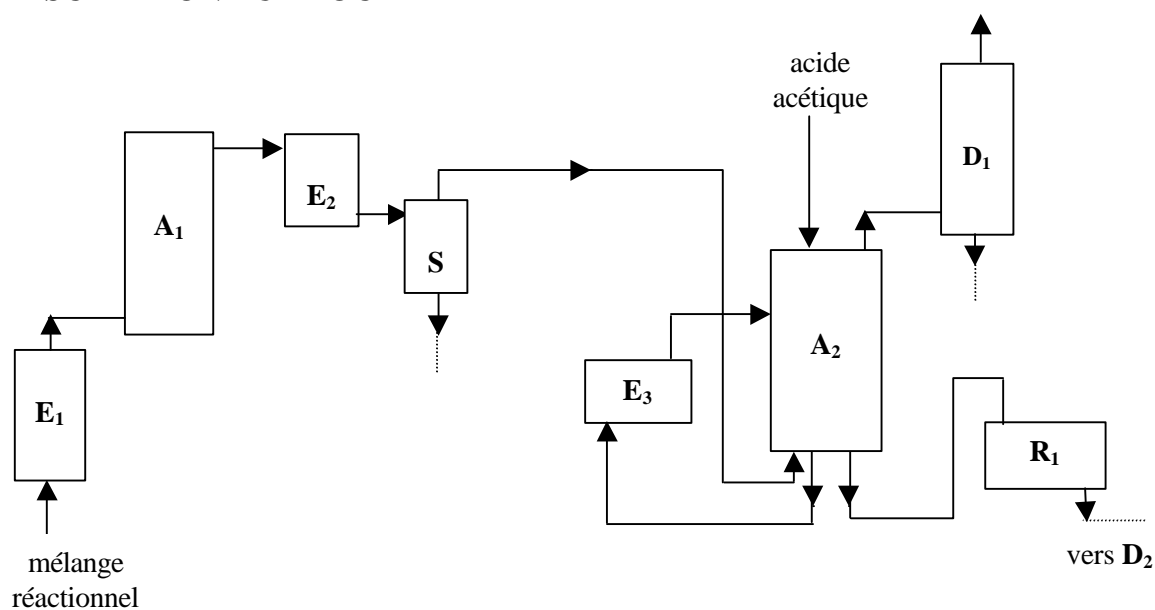 acide
acétique
D₁
E₂
A₁
S
A₂
E₃
E₁
R₁
mélange
réactionnel
vers D₂